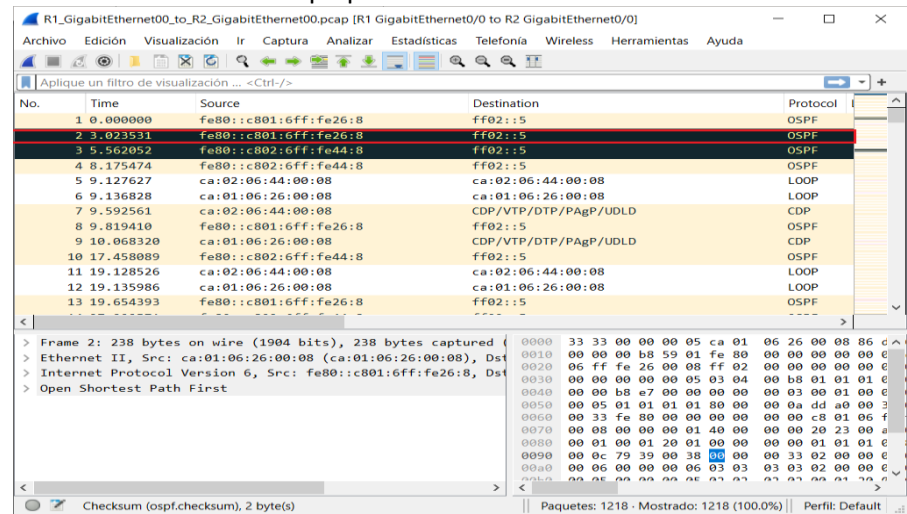 R1_GigabitEthernet00_to_R2_GigabitEthernet00.pcap [R1 GigabitEthernet0/0 to R2 GigabitEthernet0/0]
Archivo Edición Visualización Ir Captura Analizar Estadísticas Telefonía Wireless Herramientas Ayuda
Aplique un filtro de visualización ... <Ctrl-/>
No. Time Source Destination Protocol
1 0.000000 fe80::c801:6ff:fe26:8 ff02::5 OSPF
2 3.023531 fe80::c801:6ff:fe26:8 ff02::5 OSPF
3 5.562052 fe80::c802:6ff:fe44:8 ff02::5 OSPF
4 8.175474 fe80::c802:6ff:fe44:8 ff02::5 OSPF
5 9.127627 ca:02:06:44:00:08 ca:02:06:44:00:08 LOOP
6 9.136828 ca:01:06:26:00:08 ca:01:06:26:00:08 LOOP
7 9.592561 ca:02:06:44:00:08 CDP/VTP/DTP/PAgP/UDLD CDP
8 9.819410 fe80::c801:6ff:fe26:8 ff02::5 OSPF
9 10.068320 ca:01:06:26:00:08 CDP/VTP/DTP/PAgP/UDLD CDP
10 17.458089 fe80::c802:6ff:fe44:8 ff02::5 OSPF
11 19.128526 ca:02:06:44:00:08 ca:02:06:44:00:08 LOOP
12 19.135986 ca:01:06:26:00:08 ca:01:06:26:00:08 LOOP
13 19.654393 fe80::c801:6ff:fe26:8 ff02::5 OSPF
Frame 2: 238 bytes on wire (1904 bits), 238 bytes captured (
Ethernet II, Src: ca:01:06:26:00:08 (ca:01:06:26:00:08), Dst
Internet Protocol Version 6, Src: fe80::c801:6ff:fe26:8, Dst
Open Shortest Path First
0000 33 33 00 00 00 05 ca 01 06 26 00 08 86
0010 00 00 00 b8 59 01 fe 80 00 00 00 00 00
0020 06 ff fe 26 00 08 ff 02 00 00 00 00 00
0030 00 00 00 00 00 05 03 04 00 b8 01 01 01
0040 00 00 b8 e7 00 00 00 00 00 03 00 01 00
0050 00 05 01 01 01 01 80 00 00 0a dd a0 00
0060 00 33 fe 80 00 00 00 00 00 00 c8 01 06
0070 00 08 00 00 00 01 40 00 00 00 20 23 00
0080 00 01 00 01 20 01 00 00 00 00 01 01 01
0090 00 0c 79 39 00 38 00 00 00 33 02 00 00
00a0 00 06 00 00 00 06 03 03 03 03 02 00 00
Checksum (ospf.checksum), 2 byte(s)
Paquetes: 1218 · Mostrado: 1218 (100.0%)
Perfil: Default